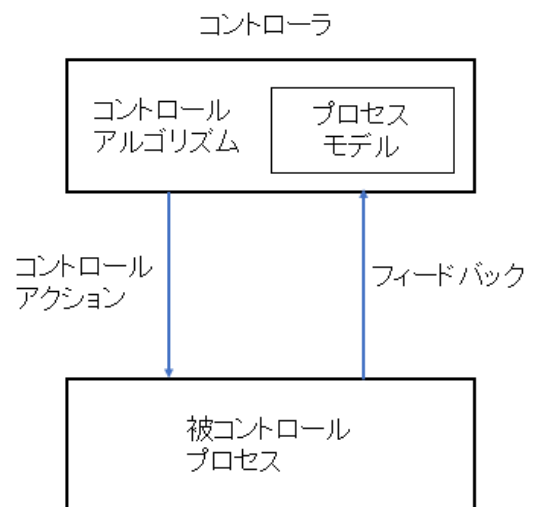 コントローラ
コントロール
アルゴリズム
プロセス
モデル
コントロール
アクション
フィードバック
被コントロール
プロセス